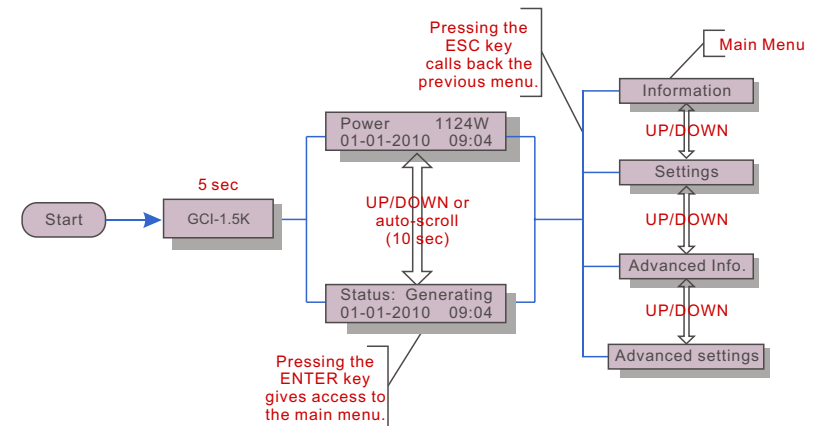 Pressing the
ESC key
calls back the
previous menu.
Main Menu
Information
Power 1124W
01-01-2010 09:04
UP/DOWN
5 sec
Settings
Start
GCI-1.5K
UP/DOWN or
auto-scroll
(10 sec)
UP/DOWN
Advanced Info.
Status: Generating
01-01-2010 09:04
UP/DOWN
Advanced settings
Pressing the
ENTER key
gives access to
the main menu.